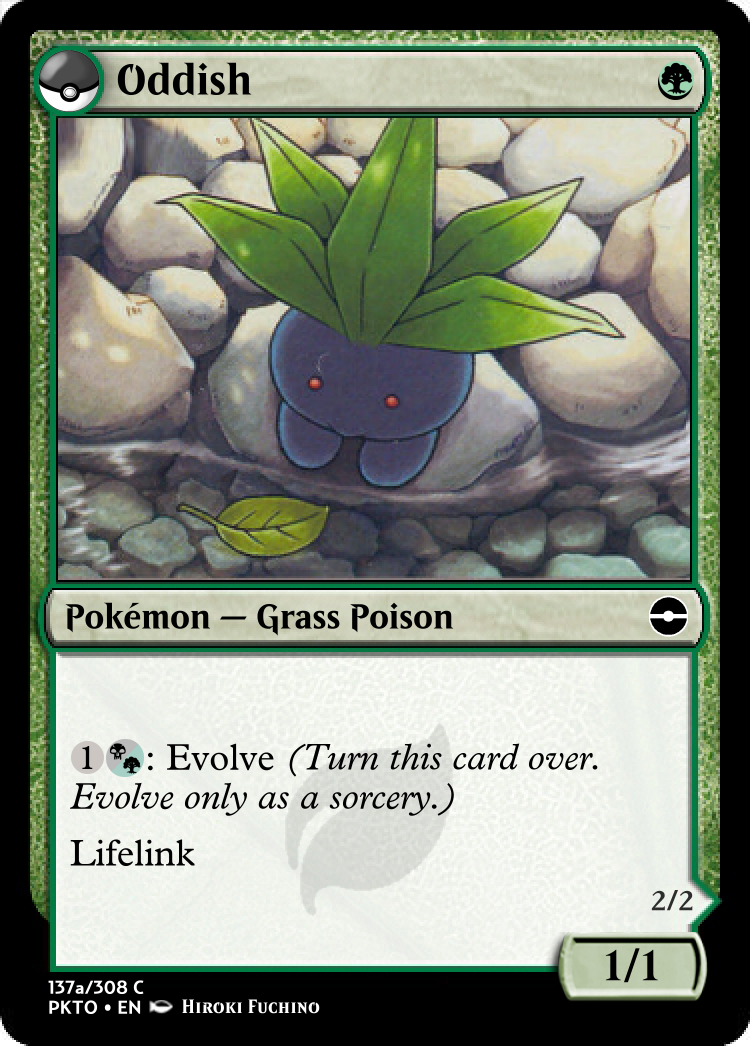 Oddish
Pokémon — Grass Poison
1: Evolve (Turn this card over.
Evolve only as a sorcery.)
Lifelink
2/2
1/1
137a/308 C
PKTO • EN Hiroki Fuchino